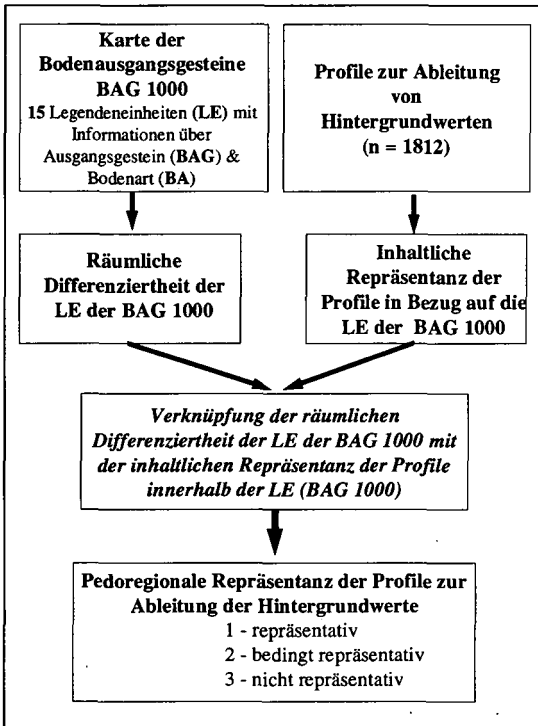 Karte der
Bodenausgangsgesteine
BAG 1000
15 Legendeneinheiten (LE) mit
Informationen über
Ausgangsgestein (BAG) &
Bodenart (BA)
Profile zur Ableitung
von
Hintergrundwerten
(n = 1812)
Räumliche
Differenziertheit der
LE der BAG 1000
Inhaltliche
Repräsentanz der
Profile in Bezug auf die
LE der BAG 1000
Verknüpfung der räumlichen
Differenziertheit der LE der BAG 1000 mit
der inhaltlichen Repräsentanz der Profile
innerhalb der LE (BAG 1000)
Pedoregionale Repräsentanz der Profile zur
Ableitung der Hintergrundwerte
1 - repräsentativ
2 - bedingt repräsentativ
3 - nicht repräsentativ